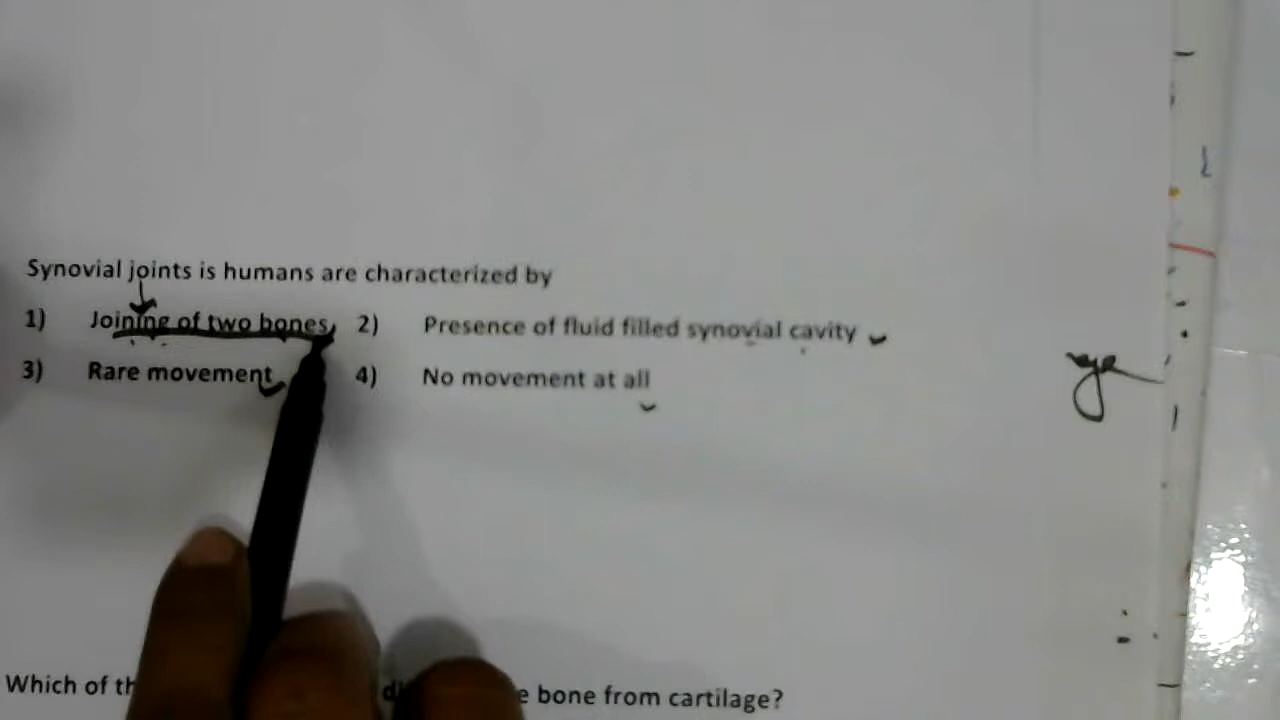 Synovial joints is humans are characterized by
1) Joining of two bones 2) Presence of fluid filled synovial cavity
3) Rare movement 4) No movement at all
Which of e bone from cartilage?